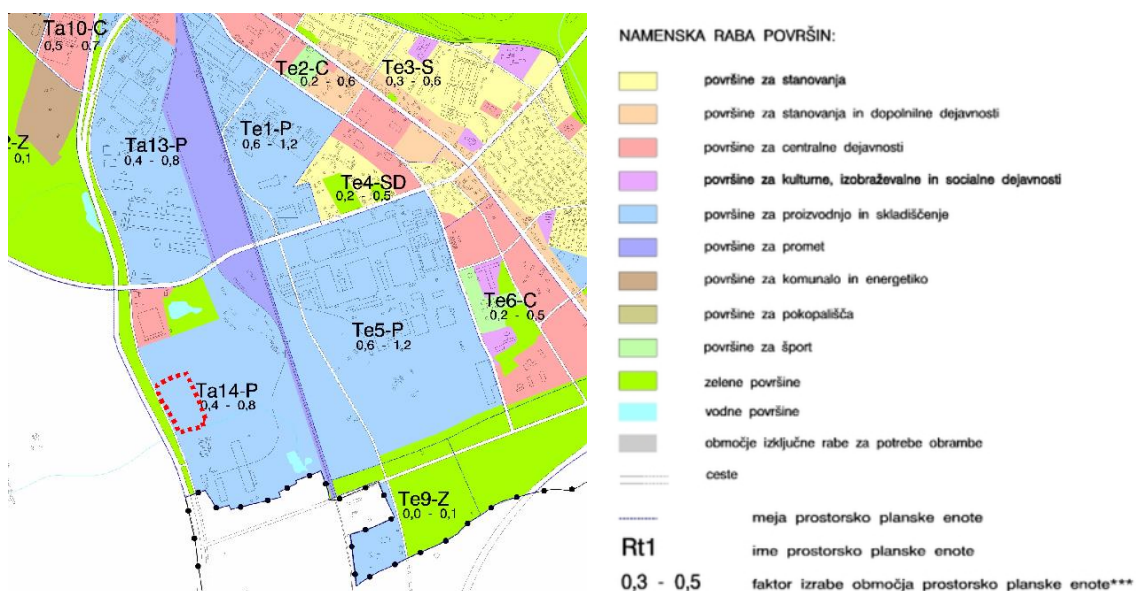 Ta10-C
0,5 - 0,7
Te2-C
0,2 - 0,6
Te3-S
0,3 - 0,6
-Z
0,1
Ta13-P
0,4 - 0,8
Te1-P
0,6 - 1,2
Te4-SD
0,2 - 0,5
Te6-C
0,2 - 0,5
Te5-P
0,6 - 1,2
Ta14-P
0,4 - 0,8
Te9-Z
0,0 - 0,1
NAMENSKA RABA POVRŠIN:
površine za stanovanja
površine za stanovanja in dopolnilne dejavnosti
površine za centralne dejavnosti
površine za kulturne, izobraževalne in socialne dejavnosti
površine za proizvodnjo in skladiščenje
površine za promet
površine za komunalo in energetiko
površine za pokopališča
površine za šport
zelene površine
vodne površine
območje izključne rabe za potrebe obrambe
ceste
meja prostorsko planske enote
Rt1 ime prostorsko planske enote
0,3 - 0,5 faktor izrabe območja prostorsko planske enote***